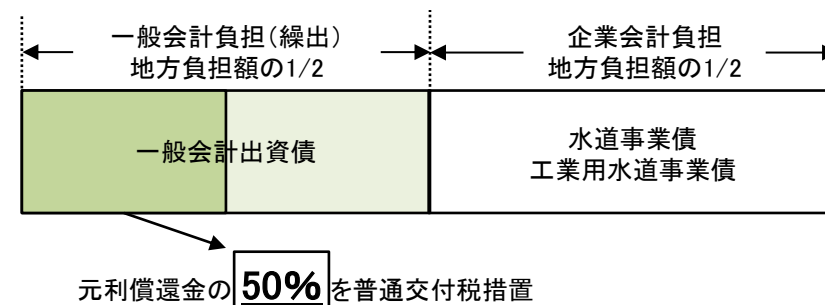 一般会計負担（繰出）
地方負担額の1/2
企業会計負担
地方負担額の1/2
一般会計出資債
水道事業債
工業用水道事業債
元利償還金の50%を普通交付税措置